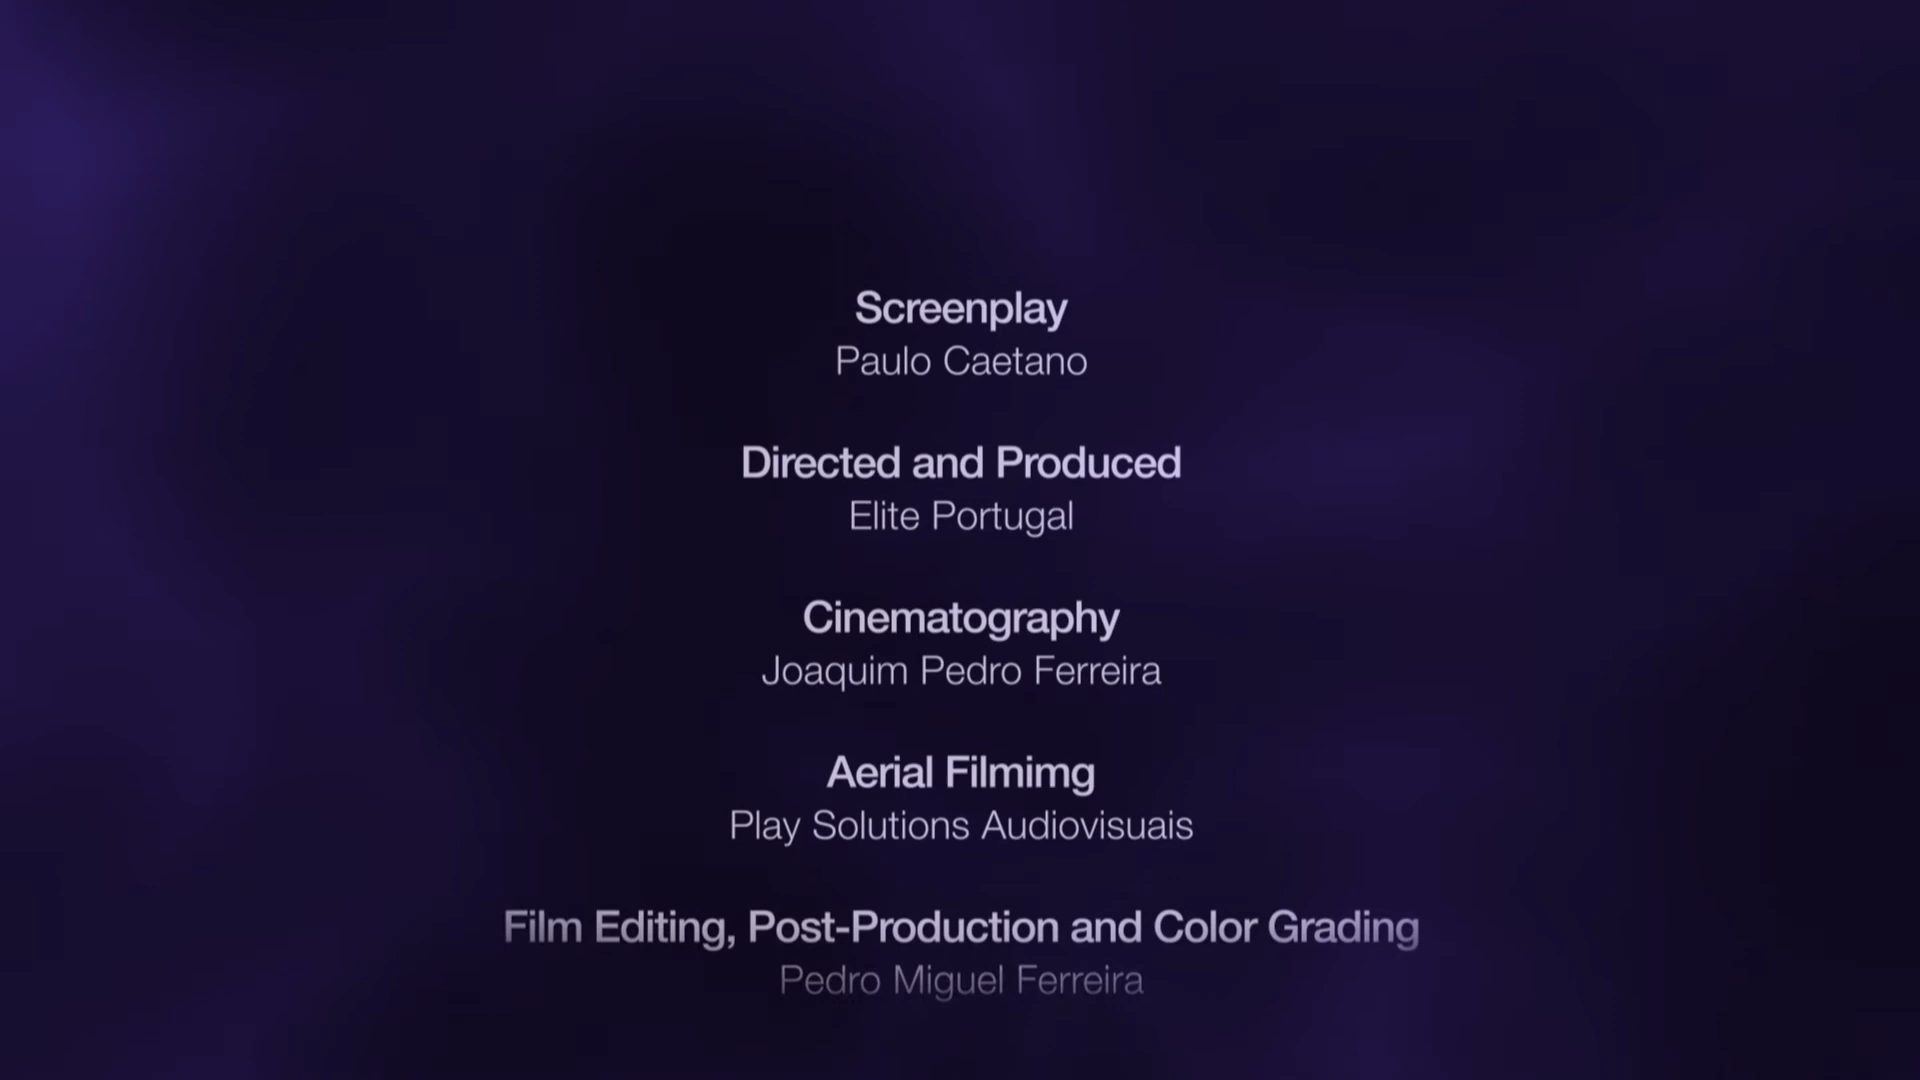 Screenplay
Paulo Caetano
Directed and Produced
Elite Portugal
Cinematography
Joaquim Pedro Ferreira
Aerial Filmimg
Play Solutions Audiovisuais
Film Editing, Post-Production and Color Grading
Pedro Miguel Ferreira